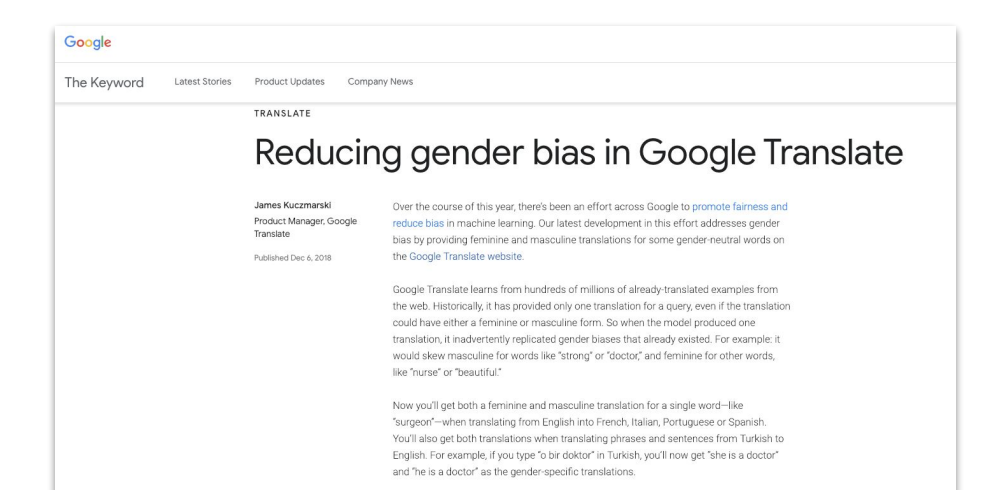 Google
The Keyword Latest Stories Product Updates Company News
TRANSLATE
Reducing gender bias in Google Translate
James Kuczmarski
Product Manager, Google
Translate
Published Dec 6, 2018
Over the course of this year, there's been an effort across Google to promote fairness and
reduce bias in machine learning. Our latest development in this effort addresses gender
bias by providing feminine and masculine translations for some gender-neutral words on
the Google Translate website.
Google Translate learns from hundreds of millions of already-translated examples from
the web. Historically, it has provided only one translation for a query, even if the translation
could have either a feminine or masculine form. So when the model produced one
translation, it inadvertently replicated gender biases that already existed. For example: it
would skew masculine for words like "strong" or "doctor," and feminine for other words,
like "nurse" or "beautiful."
Now you'll get both a feminine and masculine translation for a single word—like
"surgeon"—when translating from English into French, Italian, Portuguese or Spanish.
You'll also get both translations when translating phrases and sentences from Turkish to
English. For example, if you type "o bir doktor" in Turkish, you'll now get "she is a doctor"
and "he is a doctor" as the gender-specific translations.